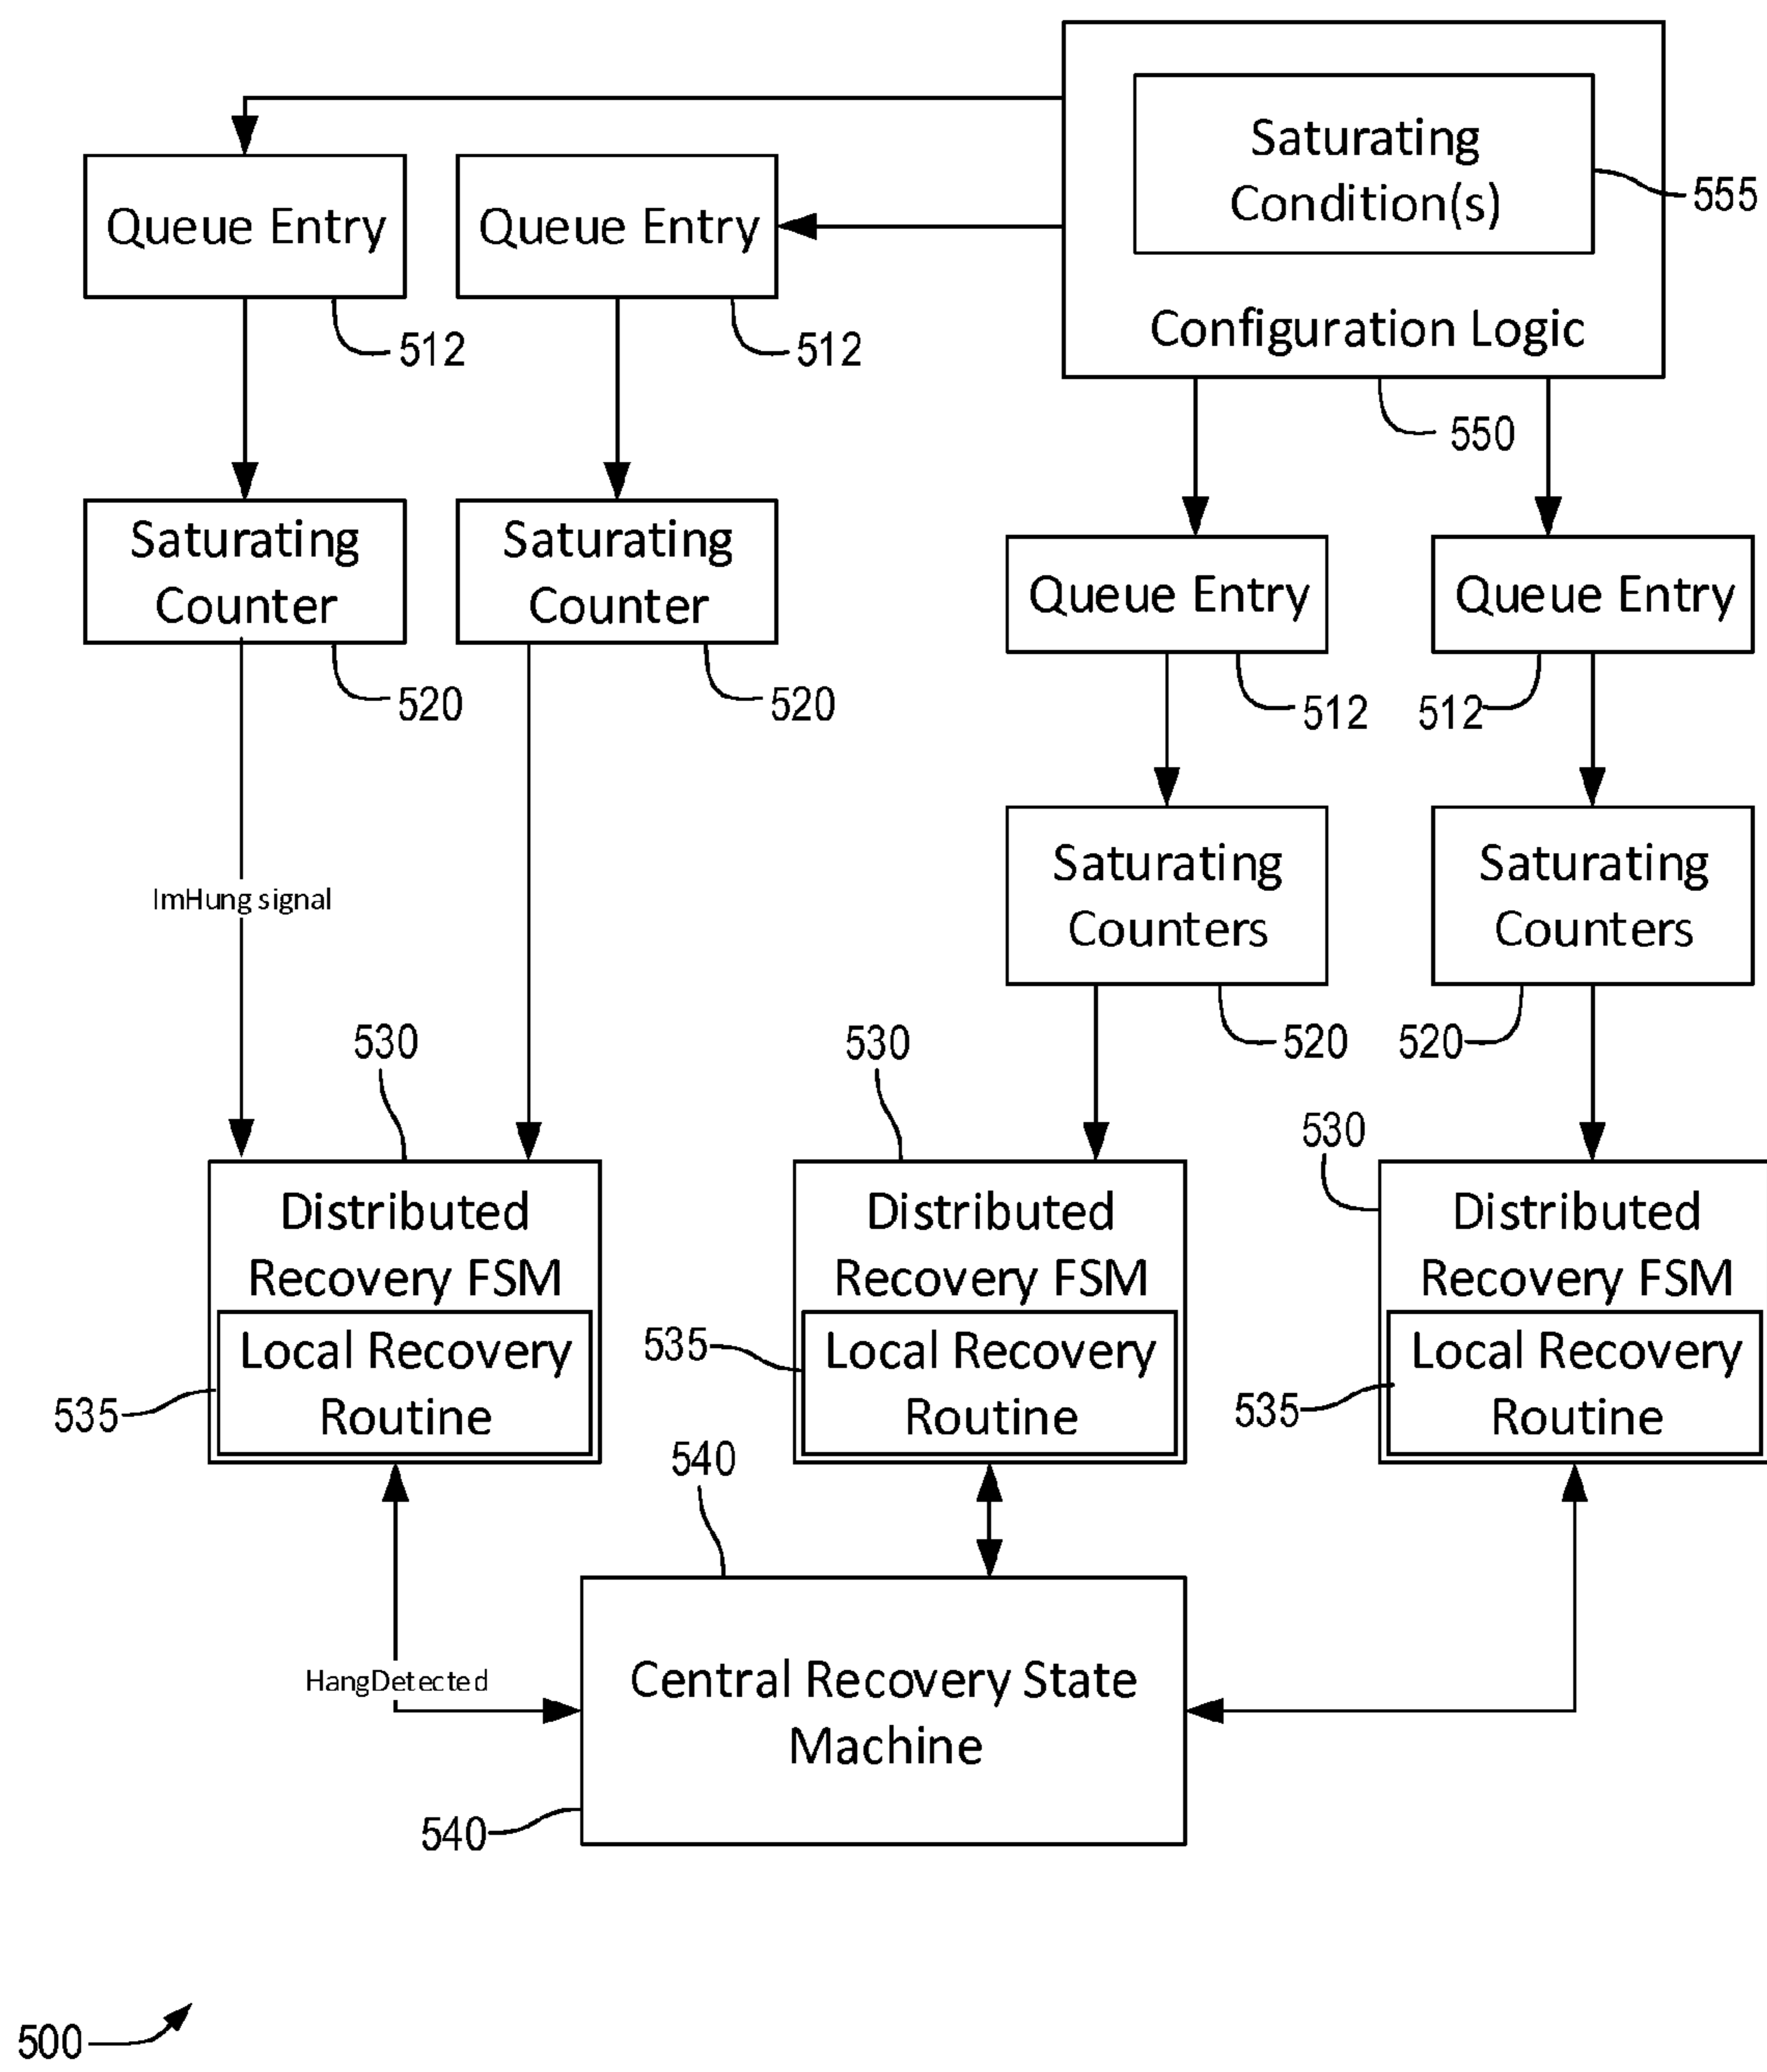 Saturating
Condition(s)
555
Configuration Logic
550
Queue Entry
512
Queue Entry
512
Saturating
Counter
520
Saturating
Counter
520
Queue Entry
512
Queue Entry
512
Saturating
Counters
520
Saturating
Counters
520
ImHung signal
530
Distributed
Recovery FSM
Local Recovery
Routine
535
530
Distributed
Recovery FSM
Local Recovery
Routine
535
530
Distributed
Recovery FSM
Local Recovery
Routine
535
540
HangDetected
Central Recovery State
Machine
540
500